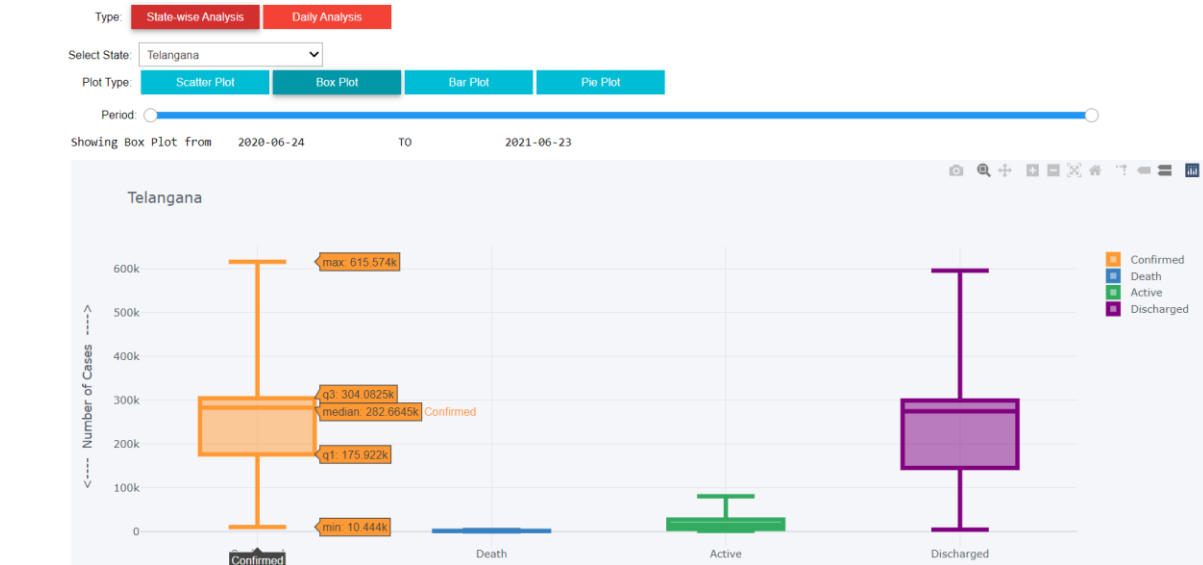 Type: State-wise Analysis Daily Analysis
Select State: Telangana
Plot Type: Scatter Plot Box Plot Bar Plot Pie Plot
Period:
Showing Box Plot from 2020-06-24 TO 2021-06-23
Telangana
<---- Number of Cases ---->
600k
500k
400k
300k
200k
100k
0
max: 615.574k
q3: 304.0825k
median: 282.6645k Confirmed
q1: 175.922k
min: 10.444k
Confirmed
Death
Active
Discharged
Confirmed Death Active Discharged